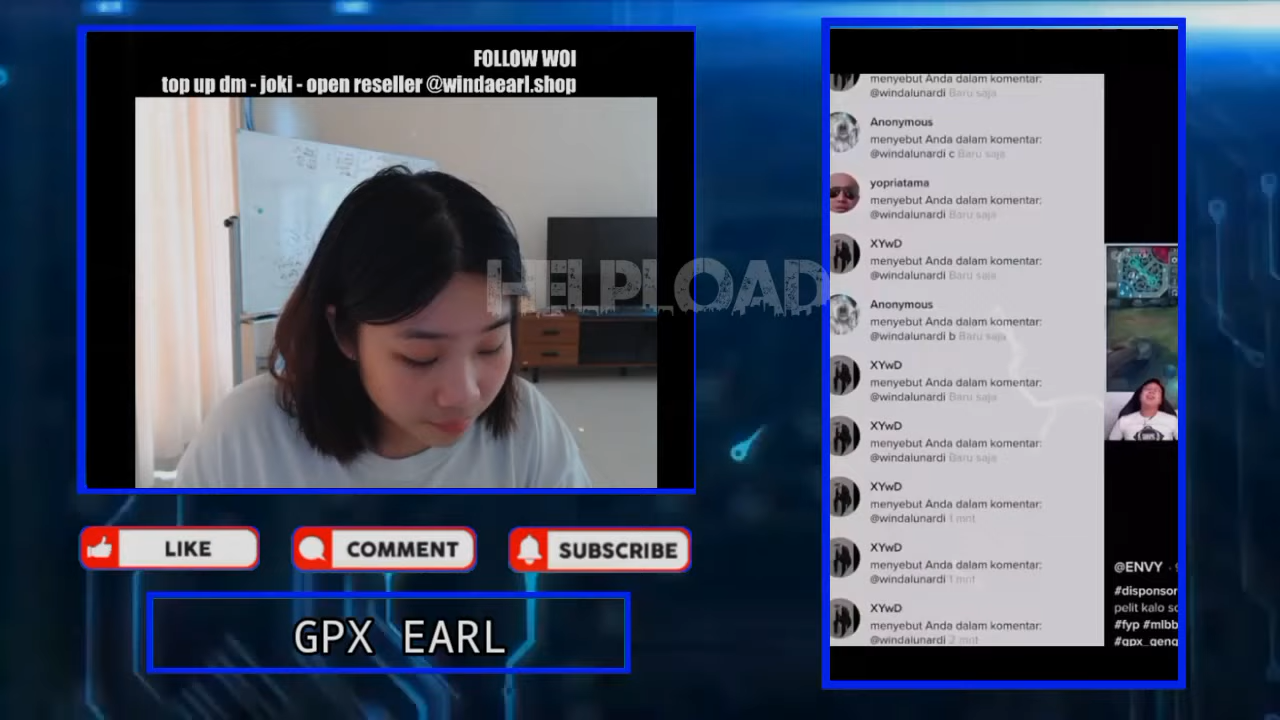 FOLLOW WOI
top up dm - joki - open reseller @windaearl.shop
HELPLOAD
LIKE
COMMENT
SUBSCRIBE
GPX EARL
menyebut Anda dalam komentar:
@windalunardi Baru saja
Anonymous
menyebut Anda dalam komentar:
@windalunardi c Baru saja
yopriatama
menyebut Anda dalam komentar:
@windalunardi Baru saja
XYwD
menyebut Anda dalam komentar:
@windalunardi Baru saja
Anonymous
menyebut Anda dalam komentar:
@windalunardi b Baru saja
XYwD
menyebut Anda dalam komentar:
@windalunardi Baru saja
XYwD
menyebut Anda dalam komentar:
@windalunardi Baru saja
XYwD
menyebut Anda dalam komentar:
@windalunardi 1 mnt
XYwD
menyebut Anda dalam komentar:
@windalunardi 1 mnt
XYwD
menyebut Anda dalam komentar:
@windalunardi 2 mnt
@ENVY ·
#disponsor
pelit kalo so
#fyp #mlbb
#gpx_geng